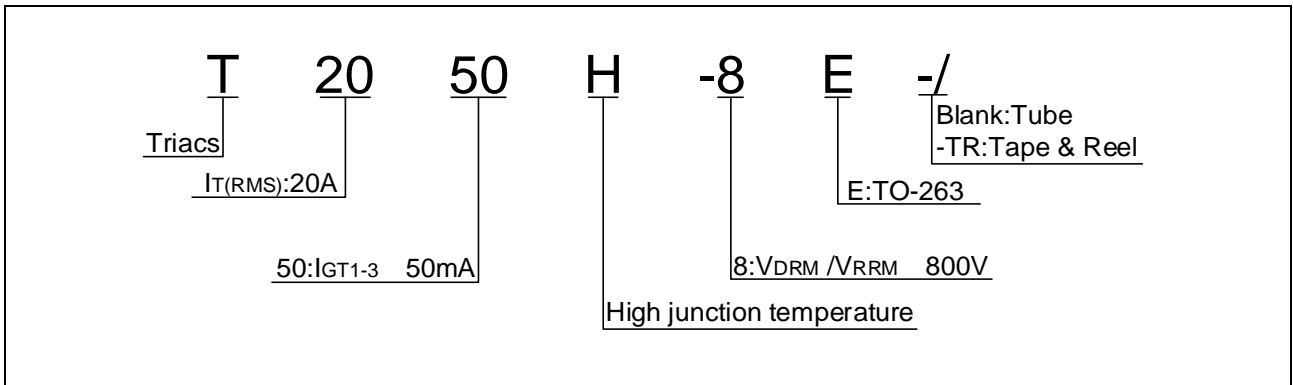 T 20 50 H -8 E -/
Blank:Tube
-TR:Tape & Reel
Triacs
IT(RMS):20A
E:TO-263
50:IGT1-3 50mA
8:VDRM /VRRM 800V
High junction temperature